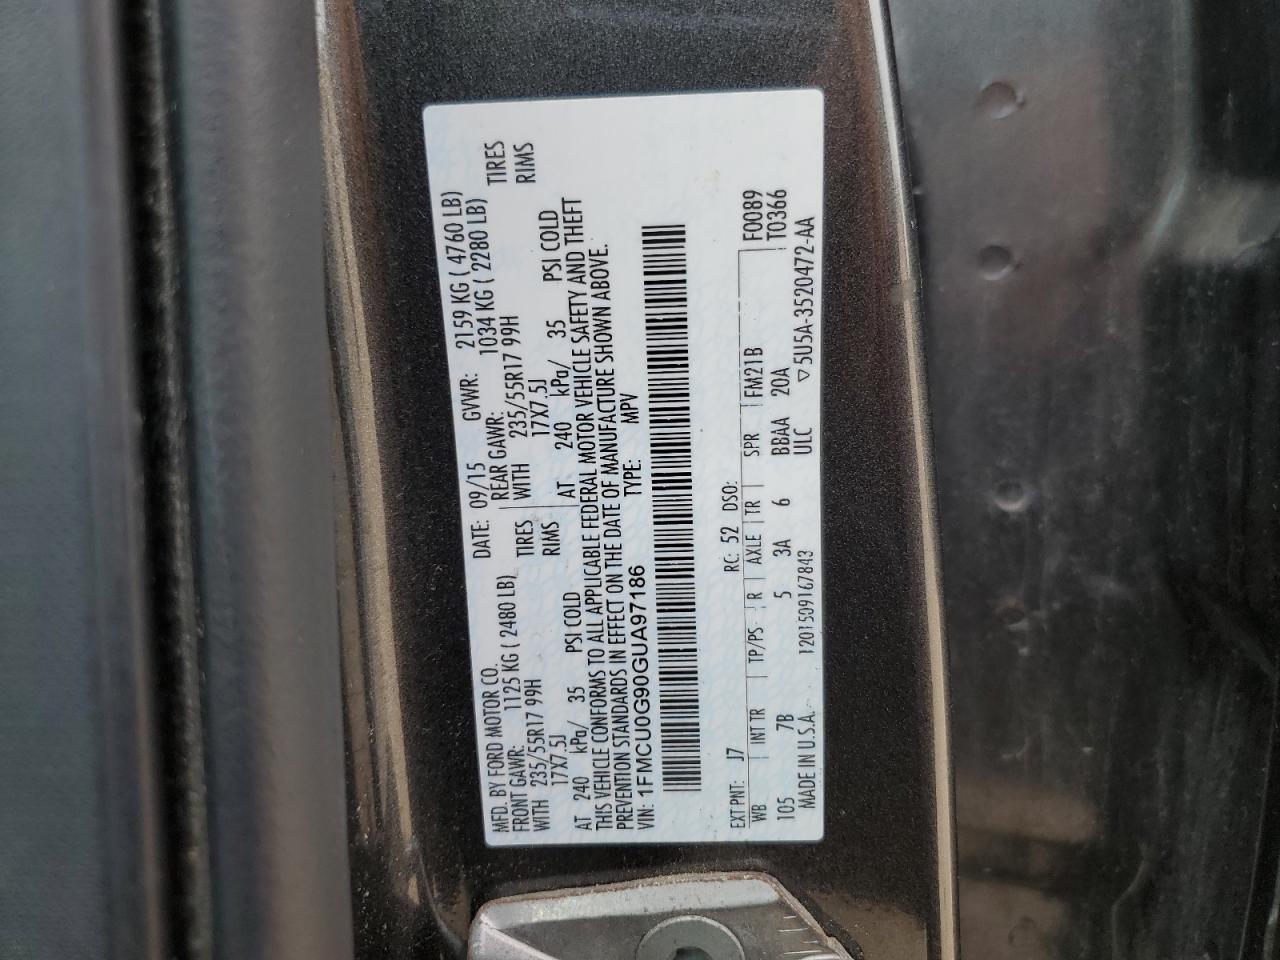 MFD. BY FORD MOTOR CO. DATE: 09/15 GVWR: 2159 KG ( 4760 LB)
FRONT GAWR: 1125 KG ( 2480 LB) REAR GAWR: 1034 KG ( 2280 LB)
WITH 235/55R17 99H TIRES WITH 235/55R17 99H TIRES
17X7.5J RIMS 17X7.5J RIMS
AT 240 kPa/ 35 PSI COLD AT 240 kPa/ 35 PSI COLD
THIS VEHICLE CONFORMS TO ALL APPLICABLE FEDERAL MOTOR VEHICLE SAFETY AND THEFT
PREVENTION STANDARDS IN EFFECT ON THE DATE OF MANUFACTURE SHOWN ABOVE.
VIN: 1FMCU0G90GUA97186 TYPE: MPV
EXT PNT: J7 RC: 52 DSO: F0089
WB INT TR TP/PS R AXLE TR SPR FM21B T0366
105 7B 5 3A 6 BBAA 20A
MADE IN U.S.A. 1201509167843 ULC ▽5U5A-3520472-AA